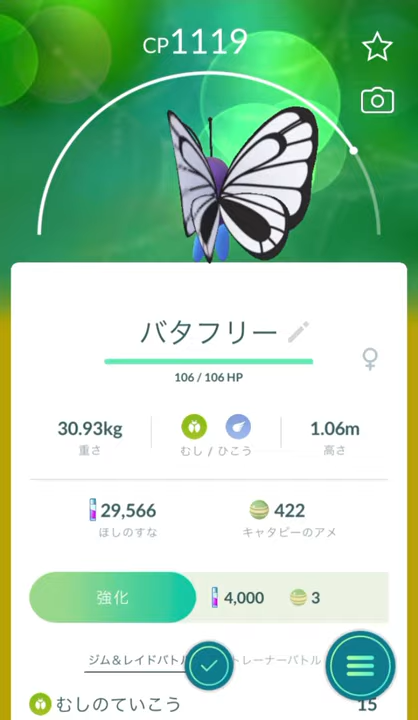 CP1119
バタフリー
106 / 106 HP
30.93kg
1.06m
重さ
むし / ひこう
高さ
29,566
422
ほしのすな
キャタピーのアメ
強化
4,000
3
ジム&レイドバトル
トレーナーバトル
むしのていこう
15